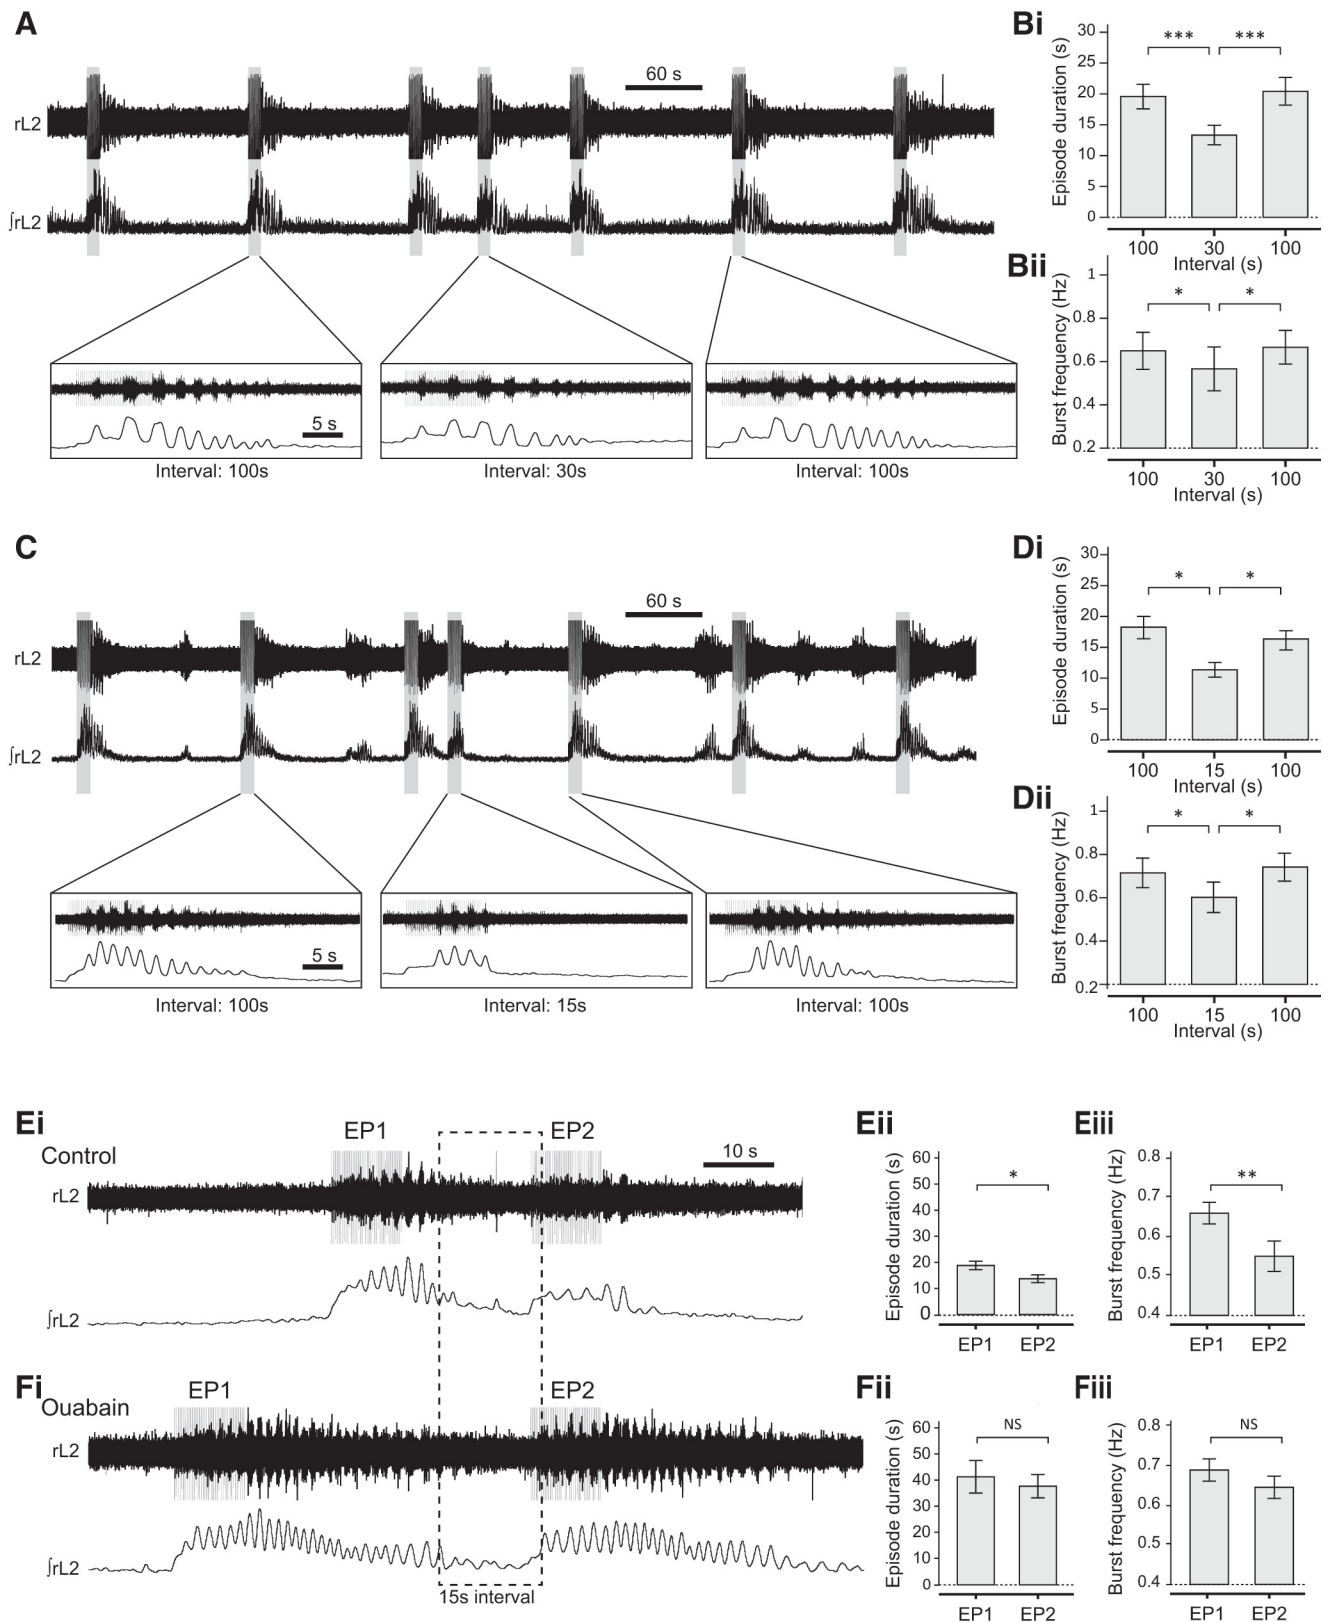 A
60 s
rL2
∫rL2
5 s
Interval: 100s
Interval: 30s
Interval: 100s
Bi
Episode duration (s)
30
25
20
15
10
5
0
***
***
100
30
100
Interval (s)
Bii
Burst frequency (Hz)
1
0.8
0.6
0.4
0.2
*
*
100
30
100
Interval (s)
C
60 s
rL2
∫rL2
5 s
Interval: 100s
Interval: 15s
Interval: 100s
Di
Episode duration (s)
30
25
20
15
10
5
0
*
*
100
15
100
Interval (s)
Dii
Burst frequency (Hz)
1
0.8
0.6
0.4
0.2
*
*
100
15
100
Interval (s)
Ei
Control
EP1
EP2
10 s
rL2
∫rL2
Eii
Episode duration (s)
60
50
40
30
20
10
0
*
EP1
EP2
Eiii
Burst frequency (Hz)
0.8
0.7
0.6
0.5
0.4
**
EP1
EP2
Fi
Ouabain
EP1
EP2
rL2
∫rL2
15s interval
Fii
Episode duration (s)
60
50
40
30
20
10
0
NS
EP1
EP2
Fiii
Burst frequency (Hz)
0.8
0.7
0.6
0.5
0.4
NS
EP1
EP2